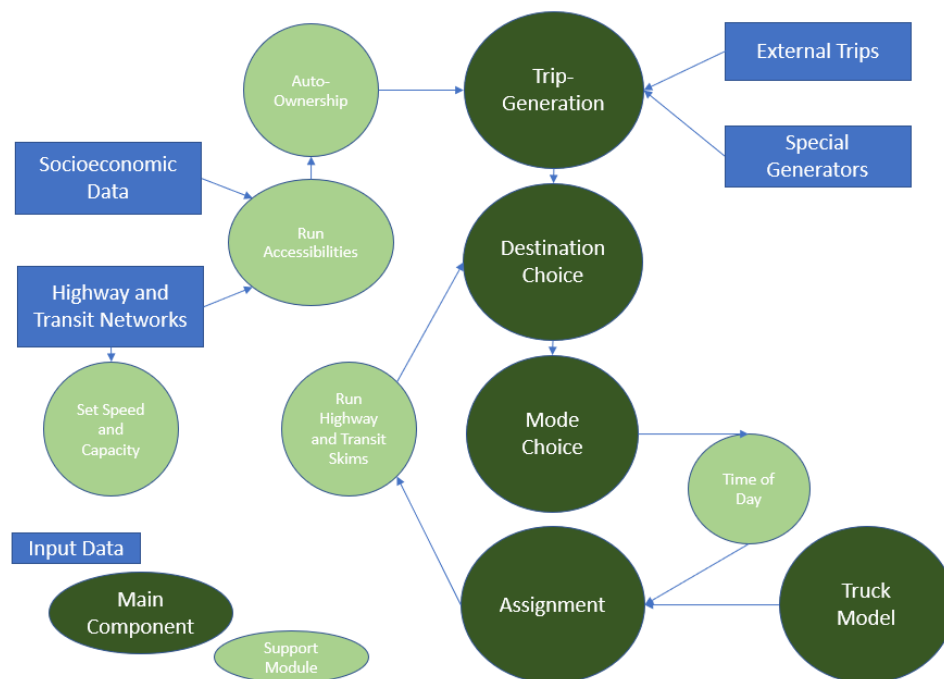 Auto-
Ownership
Trip-
Generation
External Trips
Special
Generators
Socioeconomic
Data
Run
Accessibilities
Destination
Choice
Highway and
Transit Networks
Set Speed
and
Capacity
Run
Highway
and Transit
Skims
Mode
Choice
Time of
Day
Input Data
Main
Component
Support
Module
Assignment
Truck
Model